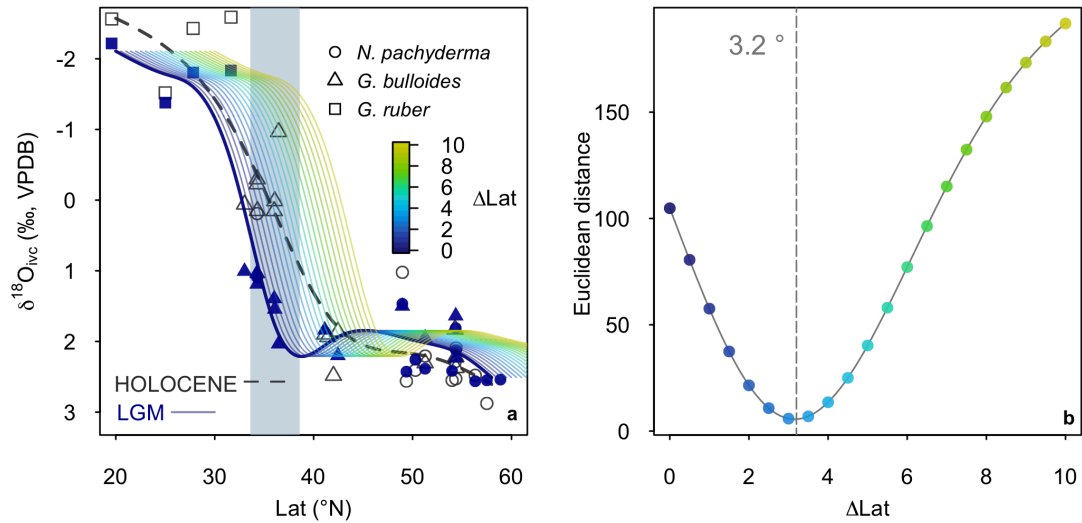 N. pachyderma
G. bulloides
G. ruber
10
8
6
4
2
0
ΔLat
-2
-1
0
1
2
3
δ18Oivc (‰, VPDB)
HOLOCENE
LGM
a
20
30
40
50
60
Lat (°N)
3.2 °
150
100
50
0
Euclidean distance
b
0
2
4
6
8
10
ΔLat